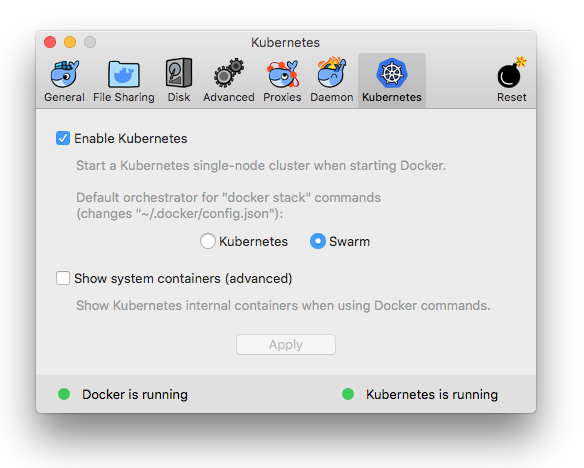 Kubernetes
General File Sharing Disk Advanced Proxies Daemon Kubernetes Reset
Enable Kubernetes
Start a Kubernetes single-node cluster when starting Docker.
Default orchestrator for "docker stack" commands
(changes "~/.docker/config.json"):
Kubernetes Swarm
Show system containers (advanced)
Show Kubernetes internal containers when using Docker commands.
Apply
Docker is running Kubernetes is running